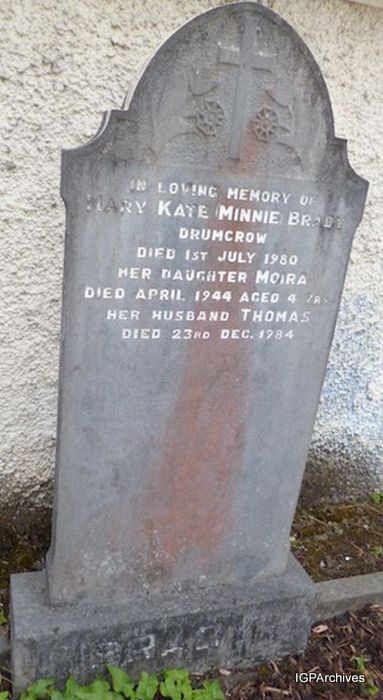 IN LOVING MEMORY OF
MARY KATE (MINNIE) BRADY
DRUMCROW
DIED 1ST JULY 1980
HER DAUGHTER MOIRA
DIED APRIL 1944 AGED 4 YRS
HER HUSBAND THOMAS
DIED 23RD DEC. 1984
IGPArchives